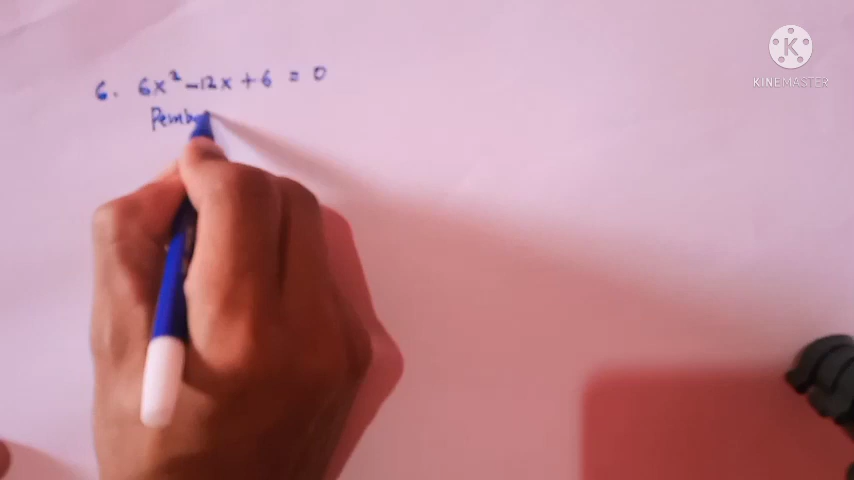 6. 6x² - 12x + 6 = 0
K
KINEMASTER